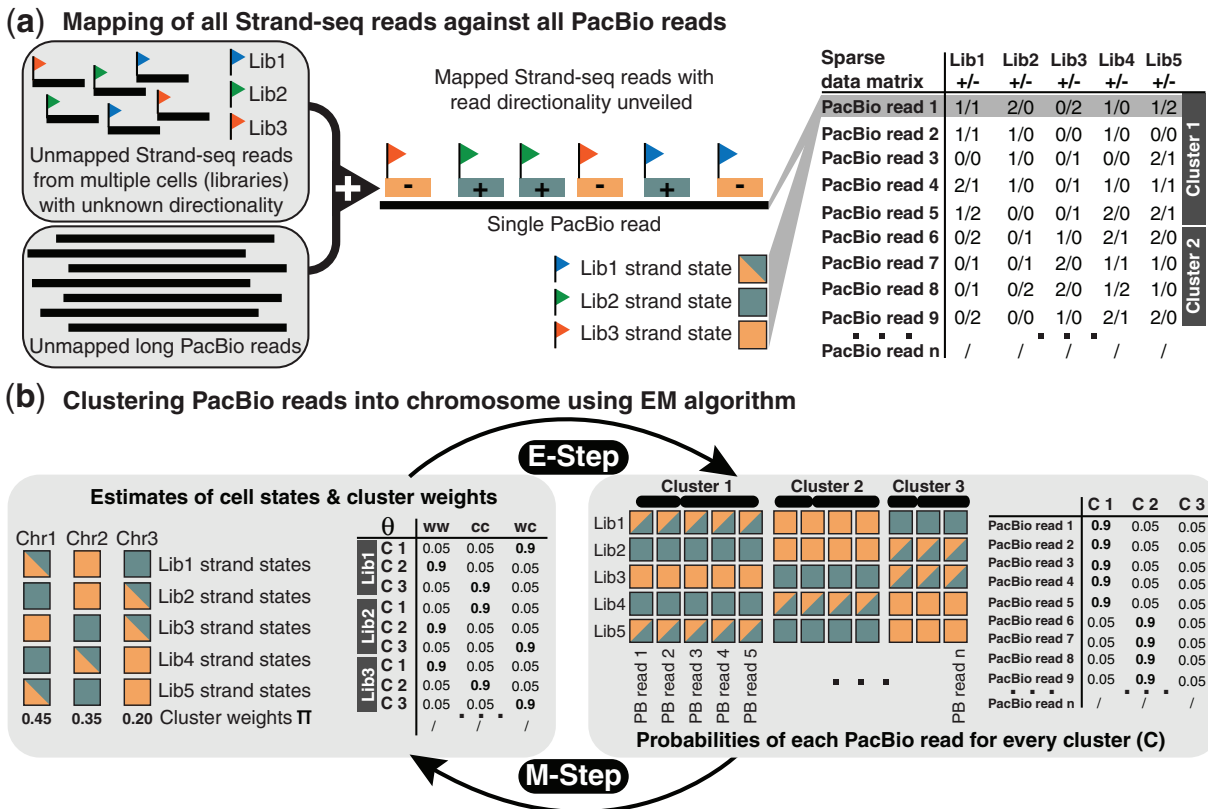 (a) Mapping of all Strand-seq reads against all PacBio reads
Lib1
Lib2
Lib3
Unmapped Strand-seq reads
from multiple cells (libraries)
with unknown directionality
Unmapped long PacBio reads
+
Mapped Strand-seq reads with
read directionality unveiled
- + + - + -
Single PacBio read
Lib1 strand state
Lib2 strand state
Lib3 strand state
Sparse Lib1 Lib2 Lib3 Lib4 Lib5
data matrix +/- +/- +/- +/- +/-
PacBio read 1 1/1 2/0 0/2 1/0 1/2
PacBio read 2 1/1 1/0 0/0 1/0 0/0
PacBio read 3 0/0 1/0 0/1 0/0 2/1
PacBio read 4 2/1 1/0 0/1 1/0 1/1
PacBio read 5 1/2 0/0 0/1 2/0 2/1
PacBio read 6 0/2 0/1 1/0 2/1 2/0
PacBio read 7 0/1 0/1 2/0 1/1 1/0
PacBio read 8 0/1 0/2 2/0 1/2 1/0
PacBio read 9 0/2 0/0 1/0 2/1 2/0
PacBio read n / / / / /
Cluster 1
Cluster 2
(b) Clustering PacBio reads into chromosome using EM algorithm
E-Step
Estimates of cell states & cluster weights
Chr1 Chr2 Chr3
Lib1 strand states
Lib2 strand states
Lib3 strand states
Lib4 strand states
Lib5 strand states
0.45 0.35 0.20 Cluster weights π
θ ww cc wc
Lib1
C 1 0.05 0.05 0.9
C 2 0.9 0.05 0.05
C 3 0.05 0.9 0.05
Lib2
C 1 0.05 0.9 0.05
C 2 0.9 0.05 0.05
C 3 0.05 0.05 0.9
Lib3
C 1 0.9 0.05 0.05
C 2 0.05 0.9 0.05
C 3 0.05 0.05 0.9
/ / /
Cluster 1 Cluster 2 Cluster 3
Lib1
Lib2
Lib3
Lib4
Lib5
PB read 1
PB read 2
PB read 3
PB read 4
PB read 5
PB read n
C 1 C 2 C 3
PacBio read 1 0.9 0.05 0.05
PacBio read 2 0.9 0.05 0.05
PacBio read 3 0.9 0.05 0.05
PacBio read 4 0.9 0.05 0.05
PacBio read 5 0.9 0.05 0.05
PacBio read 6 0.05 0.9 0.05
PacBio read 7 0.05 0.9 0.05
PacBio read 8 0.05 0.9 0.05
PacBio read 9 0.05 0.9 0.05
PacBio read n / / /
Probabilities of each PacBio read for every cluster (C)
M-Step